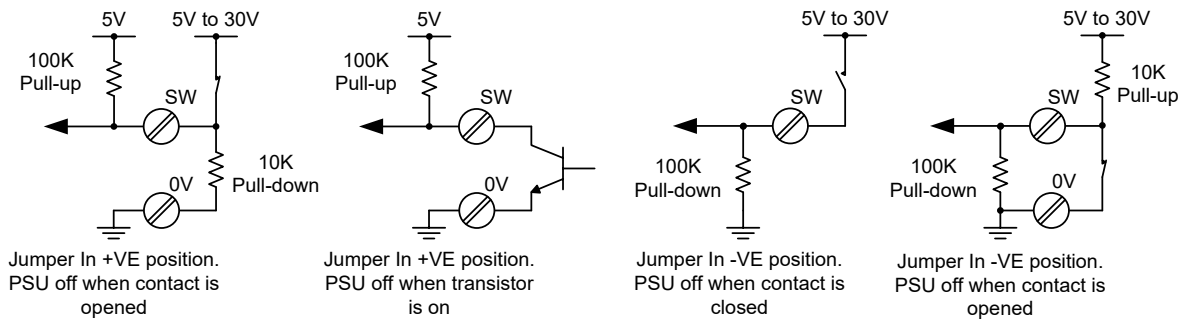 5V
5V to 30V
100K
Pull-up
SW
10K
Pull-down
0V
Jumper In +VE position.
PSU off when contact is
opened
5V
100K
Pull-up
SW
0V
Jumper In +VE position.
PSU off when transistor
is on
5V to 30V
SW
100K
Pull-down
Jumper In -VE position.
PSU off when contact is
closed
5V to 30V
10K
Pull-up
SW
100K
Pull-down
0V
Jumper In -VE position.
PSU off when contact is
opened